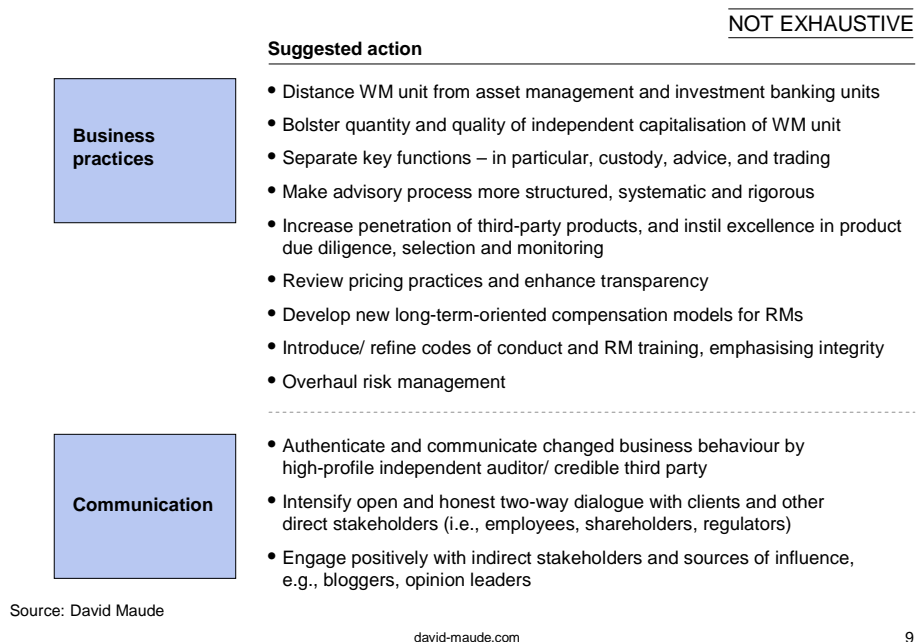 NOT EXHAUSTIVE
Suggested action
Business
practices
• Distance WM unit from asset management and investment banking units
• Bolster quantity and quality of independent capitalisation of WM unit
• Separate key functions – in particular, custody, advice, and trading
• Make advisory process more structured, systematic and rigorous
• Increase penetration of third-party products, and instil excellence in product
due diligence, selection and monitoring
• Review pricing practices and enhance transparency
• Develop new long-term-oriented compensation models for RMs
• Introduce/ refine codes of conduct and RM training, emphasising integrity
• Overhaul risk management
Communication
• Authenticate and communicate changed business behaviour by
high-profile independent auditor/ credible third party
• Intensify open and honest two-way dialogue with clients and other
direct stakeholders (i.e., employees, shareholders, regulators)
• Engage positively with indirect stakeholders and sources of influence,
e.g., bloggers, opinion leaders
Source: David Maude
david-maude.com
9